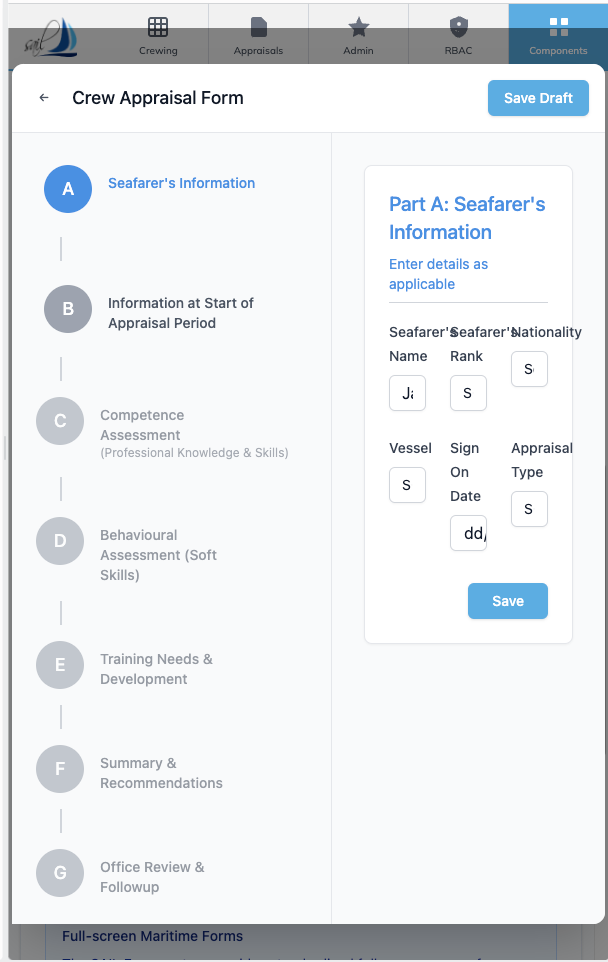 sail
Crewing
Appraisals
Admin
RBAC
Components
← Crew Appraisal Form
Save Draft
A
Seafarer's Information
B
Information at Start of
Appraisal Period
C
Competence
Assessment
(Professional Knowledge & Skills)
D
Behavioural
Assessment (Soft
Skills)
E
Training Needs &
Development
F
Summary &
Recommendations
G
Office Review &
Followup
Part A: Seafarer's
Information
Enter details as
applicable
Seafarer's
Name
Seafarer's
Rank
S
Nationality
S
Vessel
S
Sign
On
Date
dd/
Appraisal
Type
S
Save
Full-screen Maritime Forms